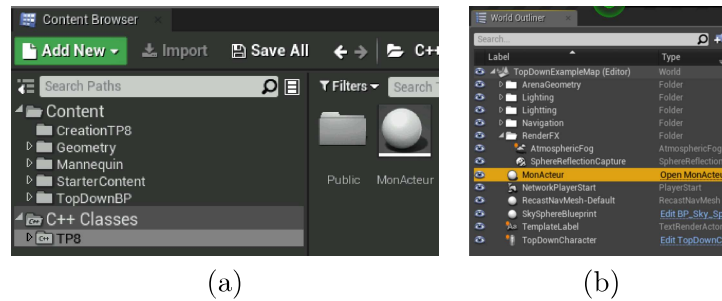 Content Browser
Add New Import Save All C++
Search Paths Filters Search
Content
CreationTP8
Geometry
Mannequin
StarterContent
TopDownBP
C++ Classes
TP8
Public MonActeur
(a)
World Outliner
Search...
Label Type
TopDownExampleMap (Editor) World
ArenaGeometry Folder
Lighting Folder
Lightting Folder
Navigation Folder
RenderFX Folder
AtmosphericFog AtmosphericFog
SphereReflectionCapture SphereReflection
MonActeur Open MonActeu
NetworkPlayerStart PlayerStart
RecastNavMesh-Default RecastNavMesh
SkySphereBlueprint Edit BP_Sky_Sp
TemplateLabel TextRenderActor
TopDownCharacter Edit TopDownC
(b)